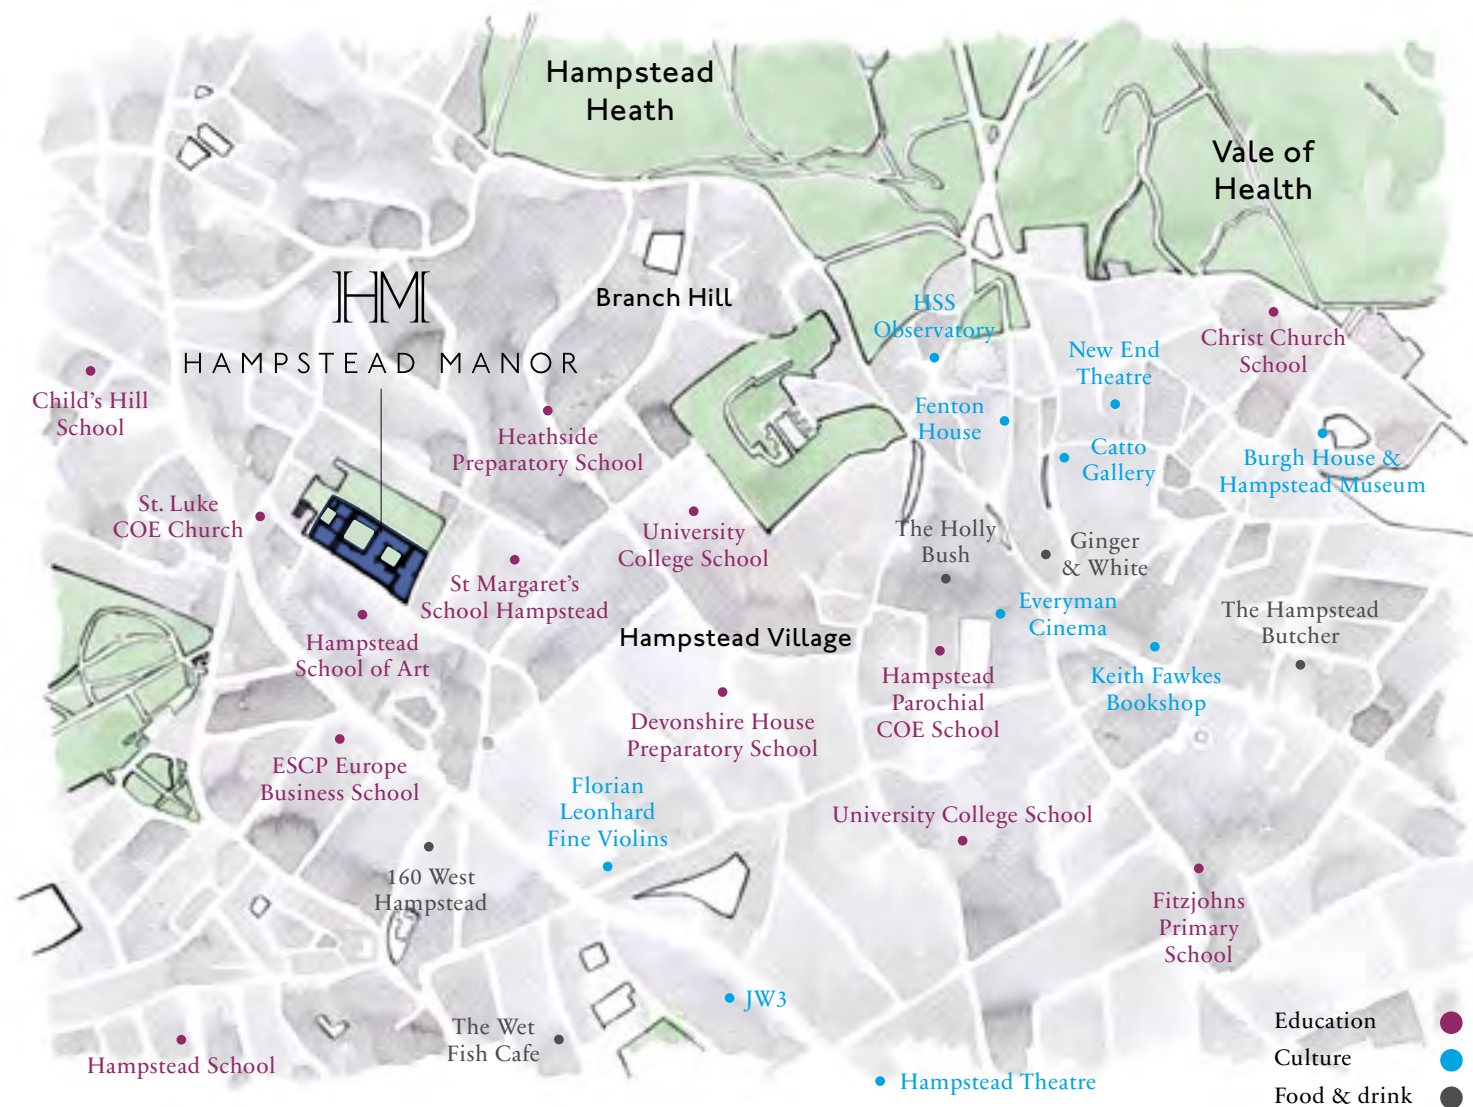 Hampstead
Heath
Vale of
Health
HM
HAMPSTEAD MANOR
Branch Hill
HSS
Observatory
New End
Theatre
Christ Church
School
Child's Hill
School
Heathside
Preparatory School
Fenton
House
Catto
Gallery
Burgh House &
Hampstead Museum
St. Luke
COE Church
University
College School
The Holly
Bush
Ginger
& White
St Margaret's
School Hampstead
Everyman
Cinema
The Hampstead
Butcher
Hampstead
School of Art
Hampstead Village
Hampstead
Parochial
COE School
Keith Fawkes
Bookshop
Devonshire House
Preparatory School
ESCP Europe
Business School
Florian
Leonhard
Fine Violins
University College School
160 West
Hampstead
Fitzjohns
Primary
School
JW3
The Wet
Fish Cafe
Hampstead School
Hampstead Theatre
Education
Culture
Food & drink